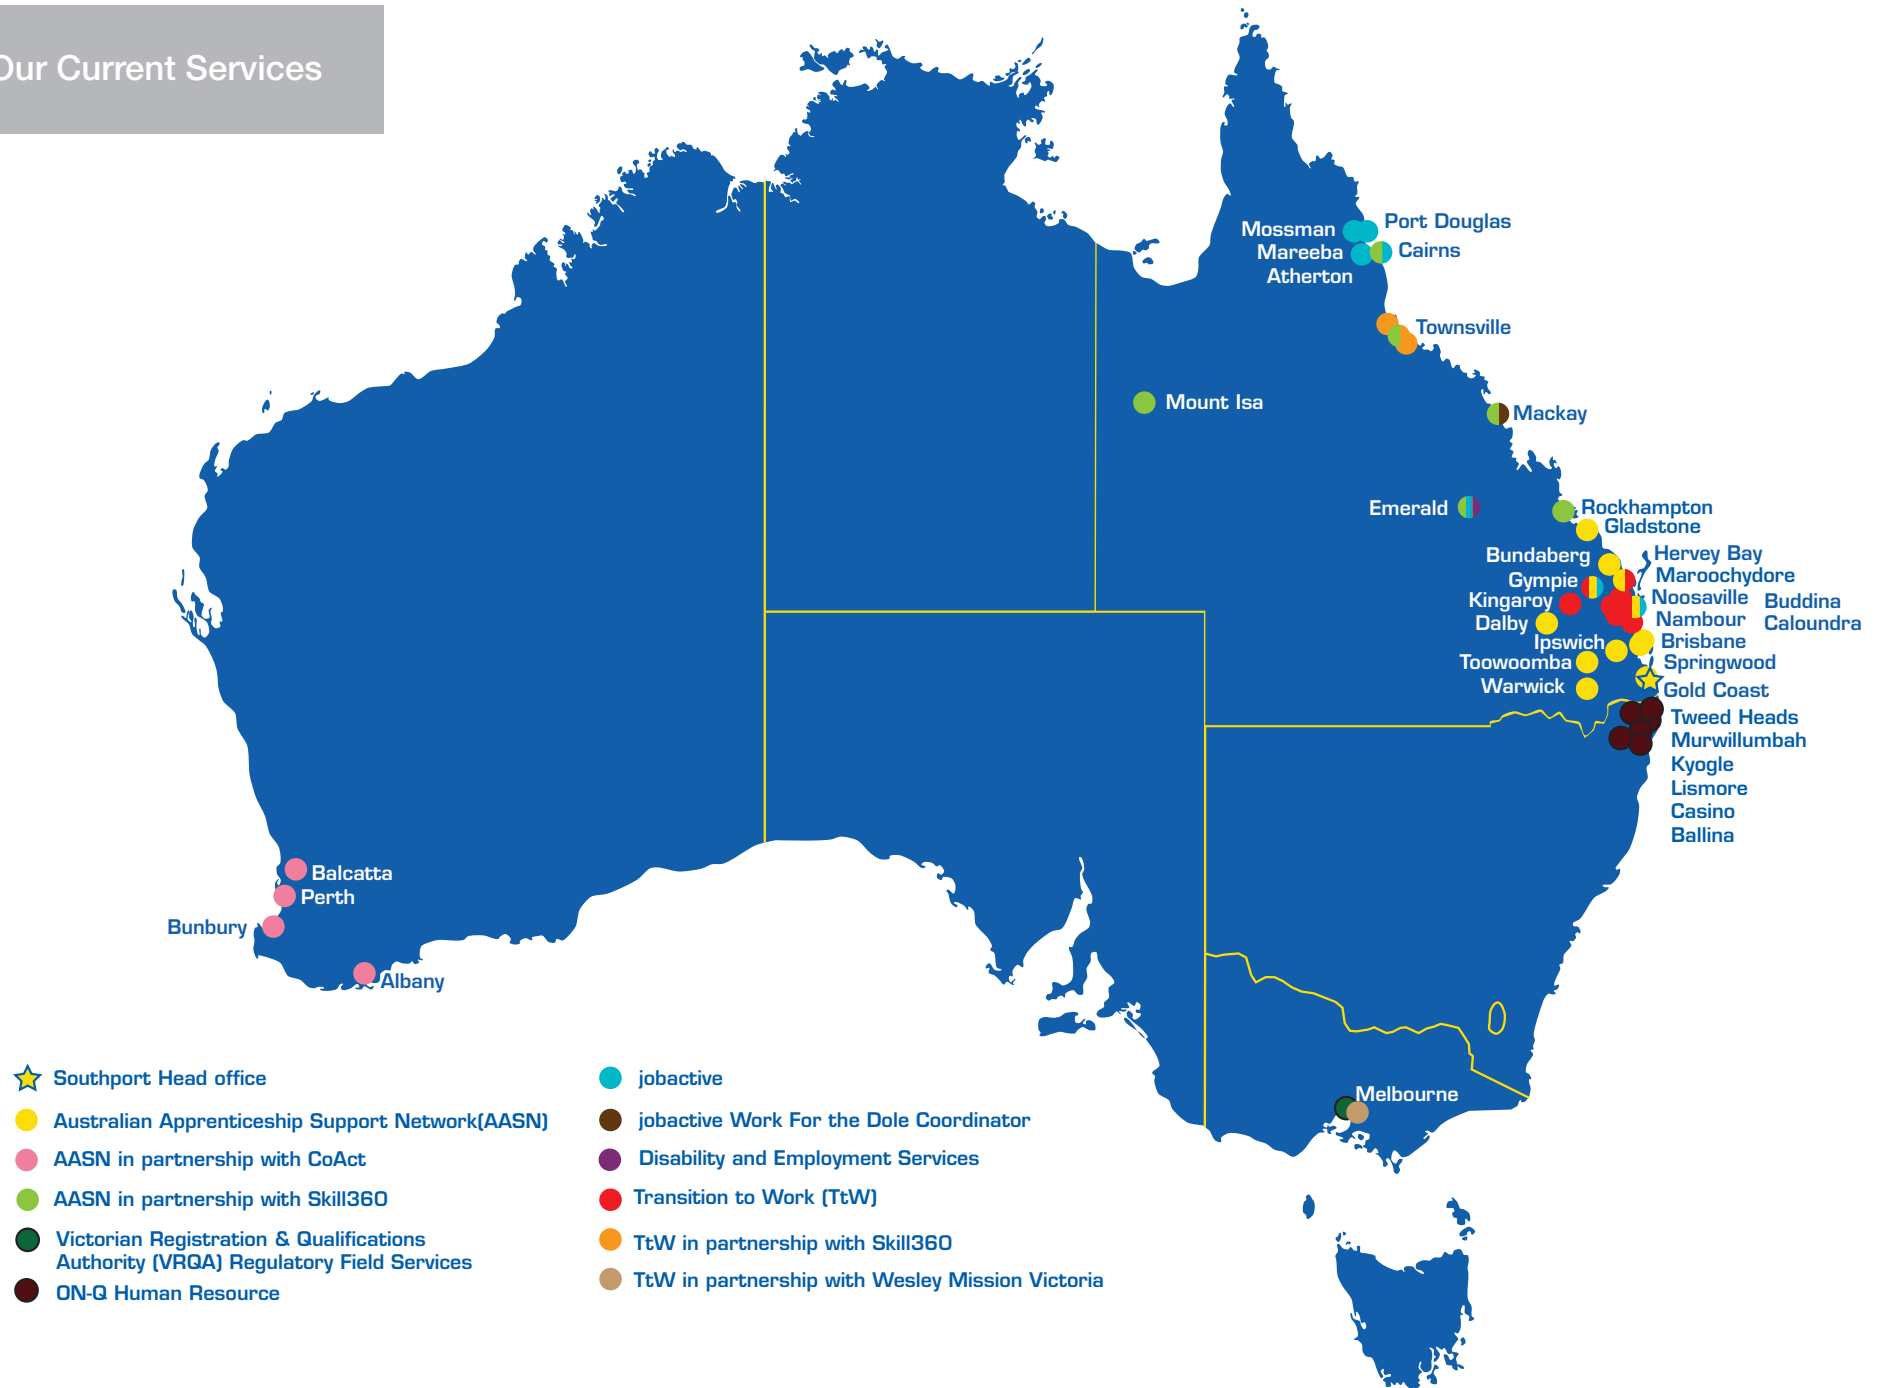 Our Current Services
Mossman
Port Douglas
Mareeba
Cairns
Atherton
Townsville
Mount Isa
Mackay
Emerald
Rockhampton
Gladstone
Bundaberg
Hervey Bay
Gympie
Maroochydore
Kingaroy
Noosaville
Buddina
Dalby
Nambour
Caloundra
Ipswich
Brisbane
Toowoomba
Springwood
Warwick
Gold Coast
Tweed Heads
Murwillumbah
Kyogle
Lismore
Casino
Ballina
Balcatta
Perth
Bunbury
Albany
Melbourne
Southport Head office
Australian Apprenticeship Support Network(AASN)
AASN in partnership with CoAct
AASN in partnership with Skill360
Victorian Registration & Qualifications
Authority (VRQA) Regulatory Field Services
ON-Q Human Resource
jobactive
jobactive Work For the Dole Coordinator
Disability and Employment Services
Transition to Work (TtW)
TtW in partnership with Skill360
TtW in partnership with Wesley Mission Victoria